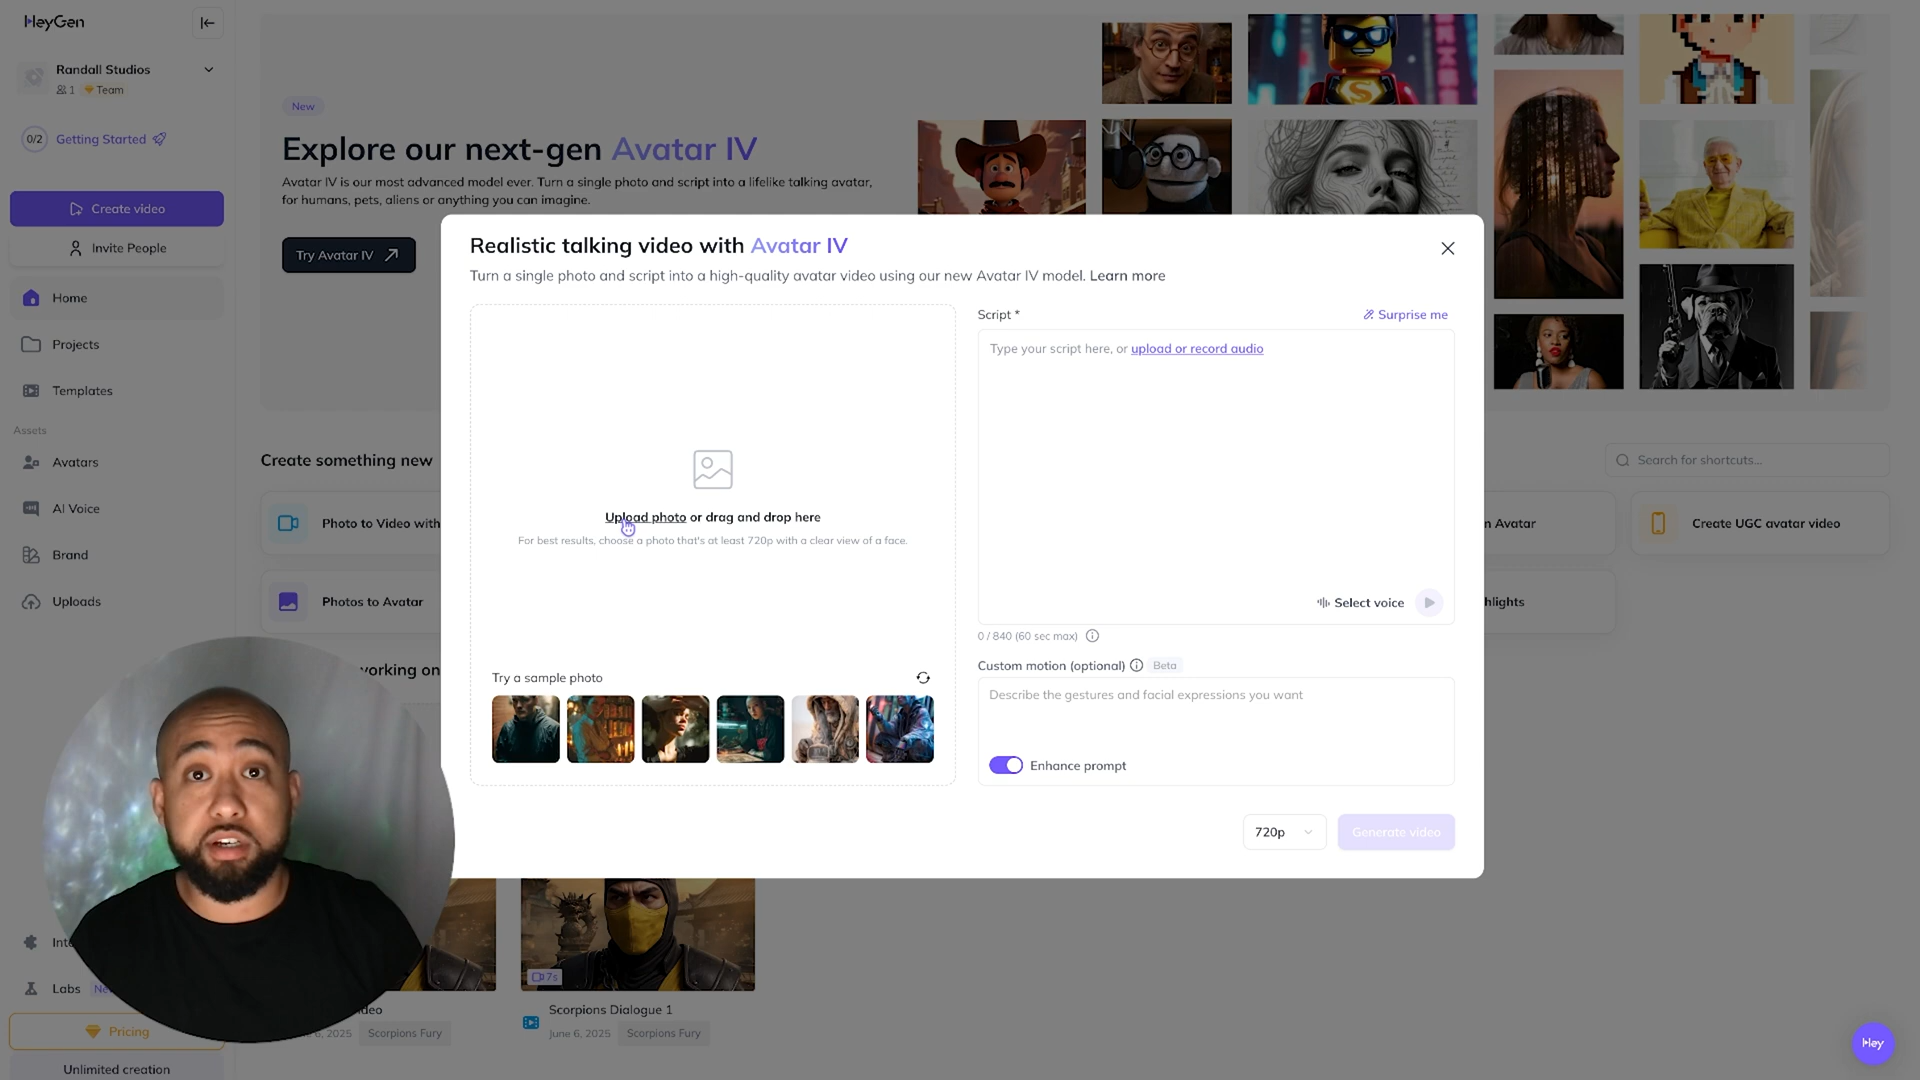 HeyGen
Randall Studios
1 Team
0/2 Getting Started
Create video
Invite People
Home
Projects
Templates
Assets
Avatars
AI Voice
Brand
Uploads
Labs
Pricing
Unlimited creation
New
Explore our next-gen Avatar IV
Avatar IV is our most advanced model ever. Turn a single photo and script into a lifelike talking avatar,
for humans, pets, aliens or anything you can imagine.
Try Avatar IV
Create something new
Search for shortcuts...
Photo to Video with
n Avatar
Create UGC avatar video
Photos to Avatar
hlights
working on
Realistic talking video with Avatar IV
Turn a single photo and script into a high-quality avatar video using our new Avatar IV model. Learn more
Upload photo or drag and drop here
For best results, choose a photo that's at least 720p with a clear view of a face.
Try a sample photo
Script *
Surprise me
Type your script here, or upload or record audio
Select voice
0 / 840 (60 sec max)
Custom motion (optional) Beta
Describe the gestures and facial expressions you want
Enhance prompt
720p
Generate video
7s
Scorpions Dialogue 1
6, 2025 Scorpions Fury
June 6, 2025 Scorpions Fury
Hey